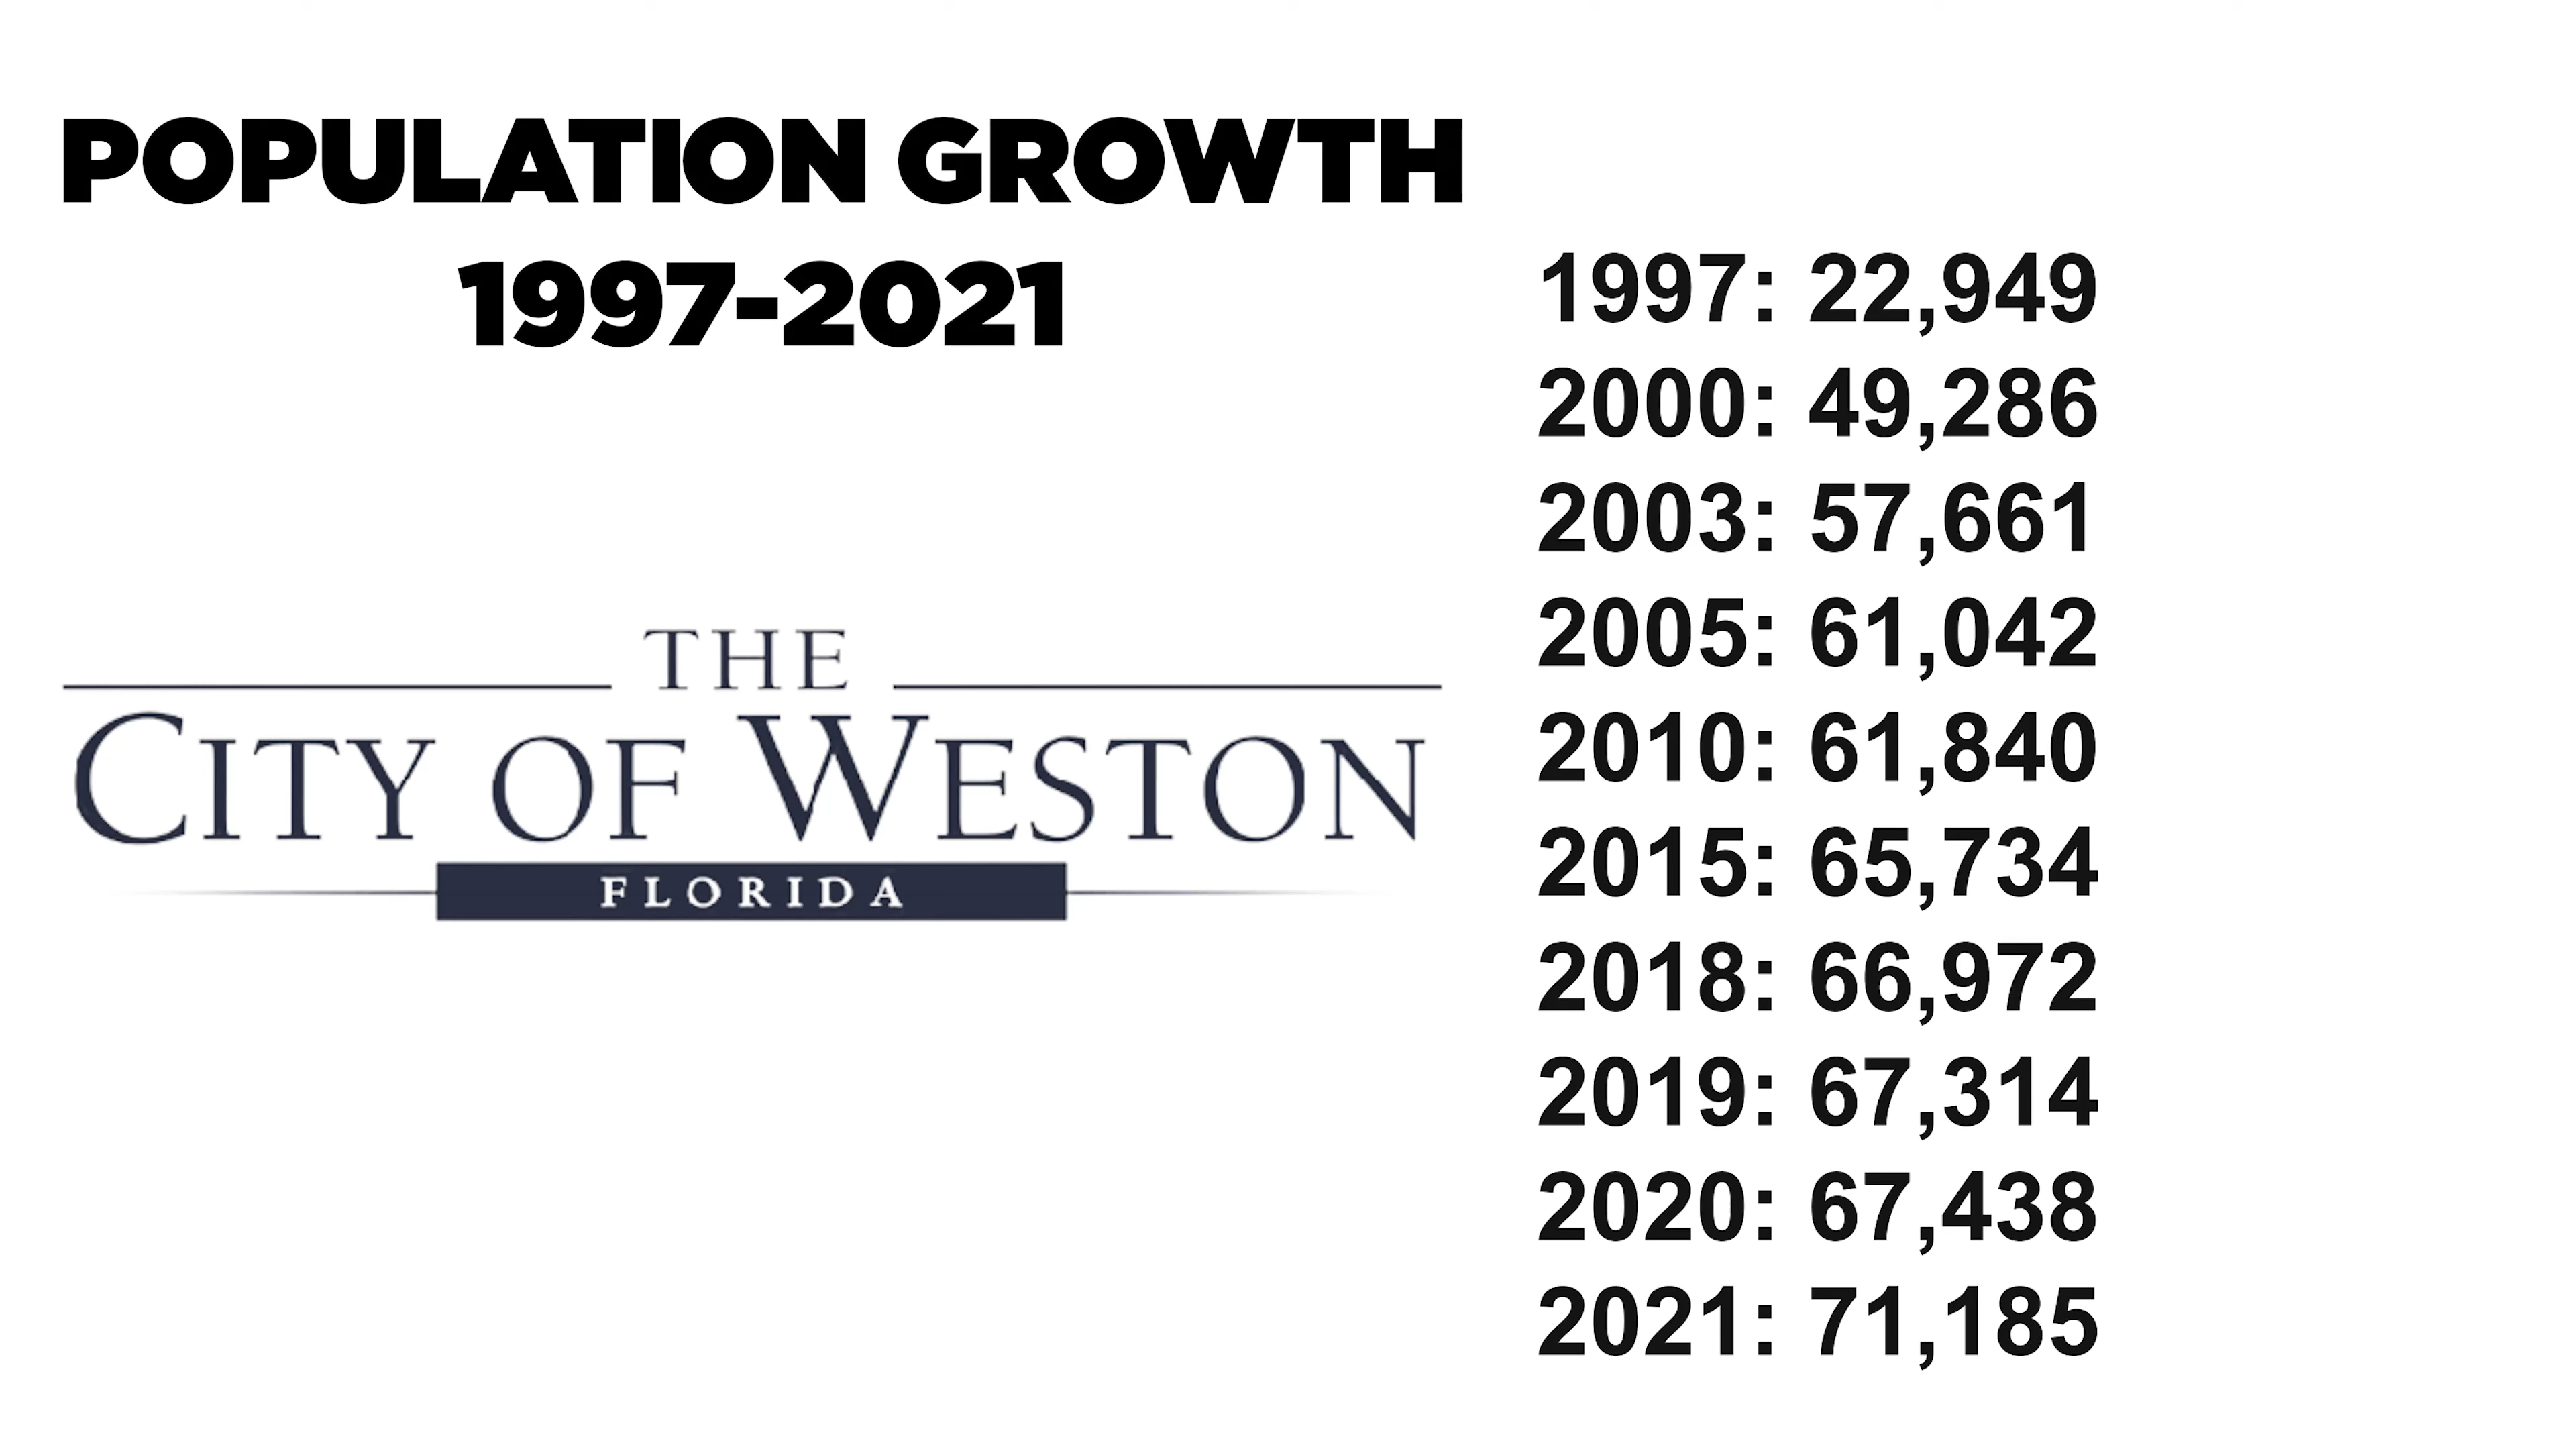 POPULATION GROWTH
1997-2021
THE
CITY OF WESTON
FLORIDA
1997: 22,949
2000: 49,286
2003: 57,661
2005: 61,042
2010: 61,840
2015: 65,734
2018: 66,972
2019: 67,314
2020: 67,438
2021: 71,185